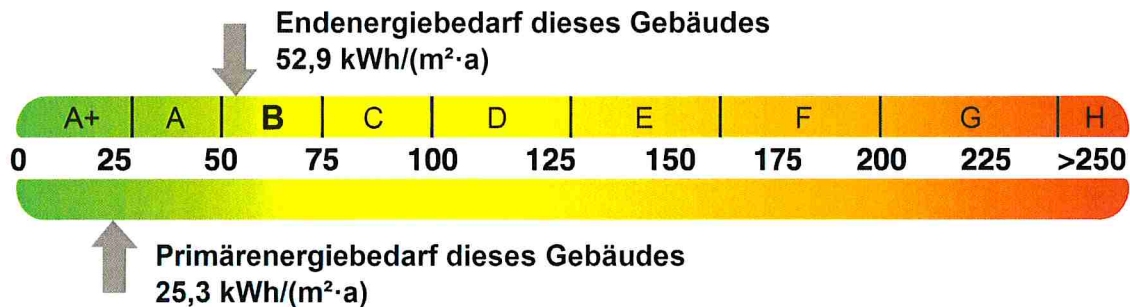 Endenergiebedarf dieses Gebäudes
52,9 kWh/(m²·a)
A+ A B C D E F G H
0 25 50 75 100 125 150 175 200 225 >250
Primärenergiebedarf dieses Gebäudes
25,3 kWh/(m²·a)